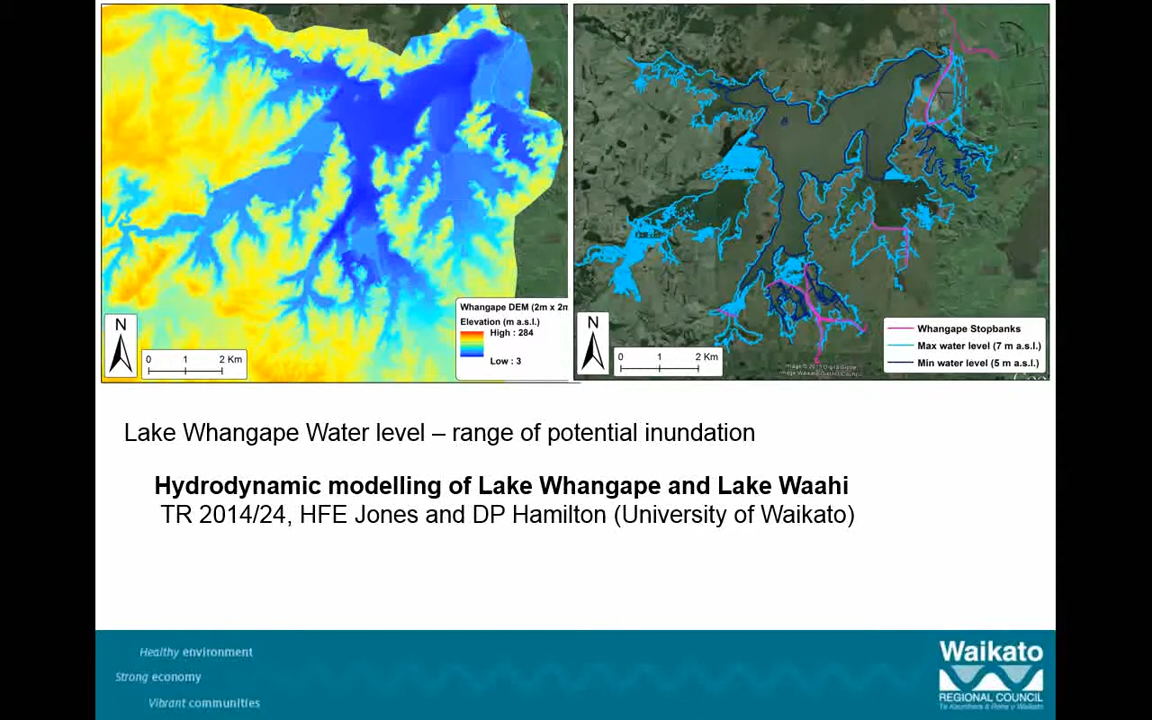 Whangape DEM (2m x 2m
Elevation (m a.s.l.)
High : 284
Low : 3
N
0 1 2 Km
N
0 1 2 Km
Whangape Stopbanks
Max water level (7 m a.s.l.)
Min water level (5 m a.s.l.)
Lake Whangape Water level – range of potential inundation
Hydrodynamic modelling of Lake Whangape and Lake Waahi
TR 2014/24, HFE Jones and DP Hamilton (University of Waikato)
Healthy environment
Strong economy
Vibrant communities
Waikato
REGIONAL COUNCIL